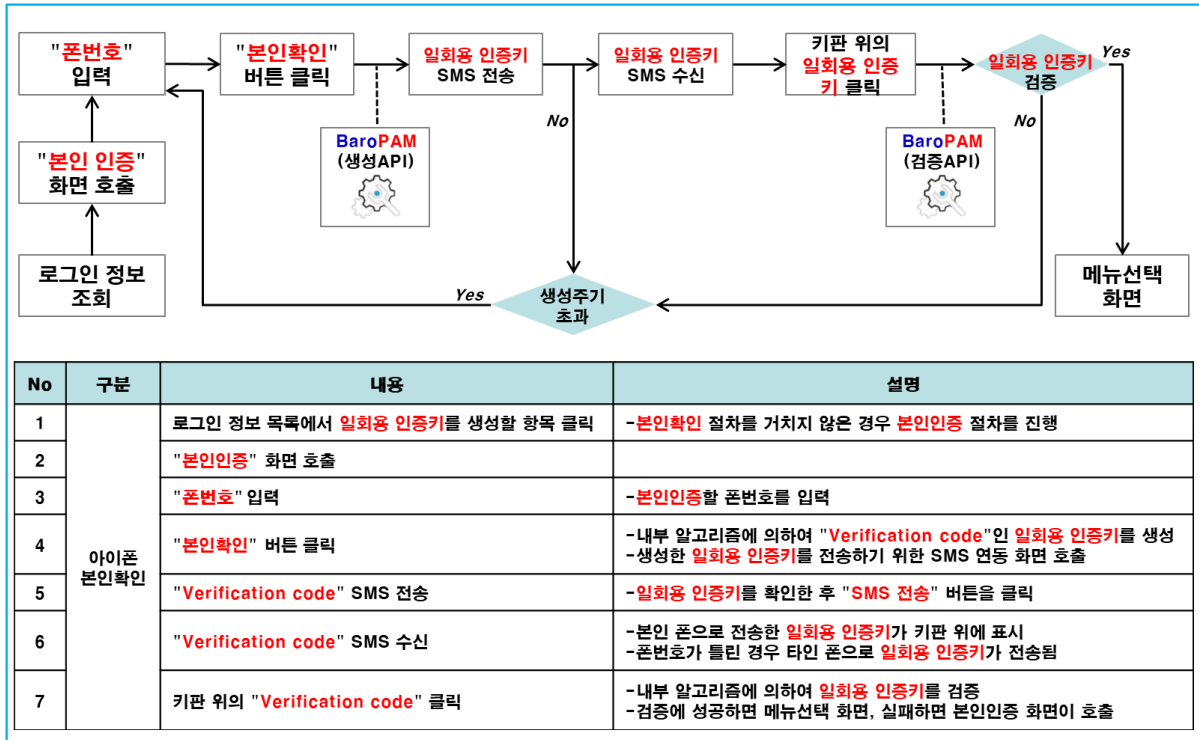 "폰번호"
입력
"본인확인"
버튼 클릭
일회용 인증키
SMS 전송
일회용 인증키
SMS 수신
키판 위의
일회용 인증
키 클릭
일회용 인증키
검증
Yes
No
No
"본인 인증"
화면 호출
BaroPAM
(생성API)
BaroPAM
(검증API)
로그인 정보
조회
Yes
생성주기
초과
메뉴선택
화면
No 구분 내용 설명
아이폰
본인확인
1 로그인 정보 목록에서 일회용 인증키를 생성할 항목 클릭 -본인확인 절차를 거치지 않은 경우 본인인증 절차를 진행
2 "본인인증" 화면 호출
3 "폰번호" 입력 -본인인증할 폰번호를 입력
4 "본인확인" 버튼 클릭 -내부 알고리즘에 의하여 "Verification code"인 일회용 인증키를 생성
-생성한 일회용 인증키를 전송하기 위한 SMS 연동 화면 호출
5 "Verification code" SMS 전송 -일회용 인증키를 확인한 후 "SMS 전송" 버튼을 클릭
6 "Verification code" SMS 수신 -본인 폰으로 전송한 일회용 인증키가 키판 위에 표시
-폰번호가 틀린 경우 타인 폰으로 일회용 인증키가 전송됨
7 키판 위의 "Verification code" 클릭 -내부 알고리즘에 의하여 일회용 인증키를 검증
-검증에 성공하면 메뉴선택 화면, 실패하면 본인인증 화면이 호출